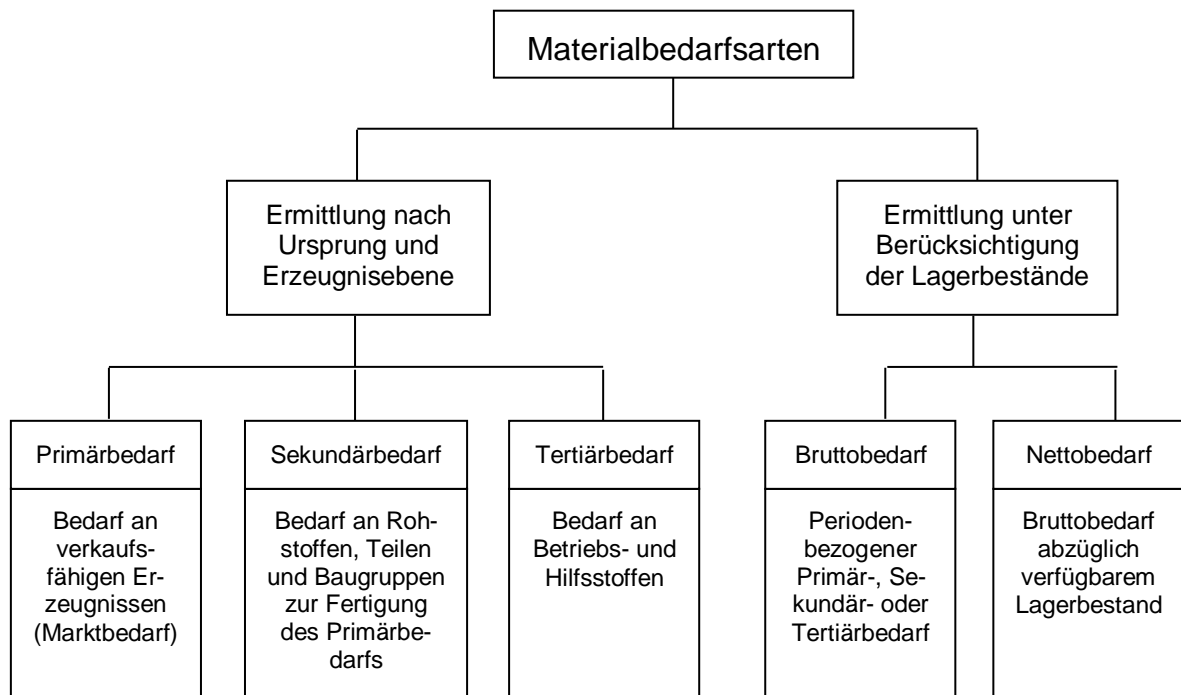 Materialbedarfsarten
Ermittlung nach
Ursprung und
Erzeugnisebene
Ermittlung unter
Berücksichtigung
der Lagerbestände
Primärbedarf
Bedarf an
verkaufs-
fähigen Er-
zeugnissen
(Marktbedarf)
Sekundärbedarf
Bedarf an Roh-
stoffen, Teilen
und Baugruppen
zur Fertigung
des Primärbe-
darfs
Tertiärbedarf
Bedarf an
Betriebs- und
Hilfsstoffen
Bruttobedarf
Perioden-
bezogener
Primär-, Se-
kundär- oder
Tertiärbedarf
Nettobedarf
Bruttobedarf
abzüglich
verfügbarem
Lagerbestand